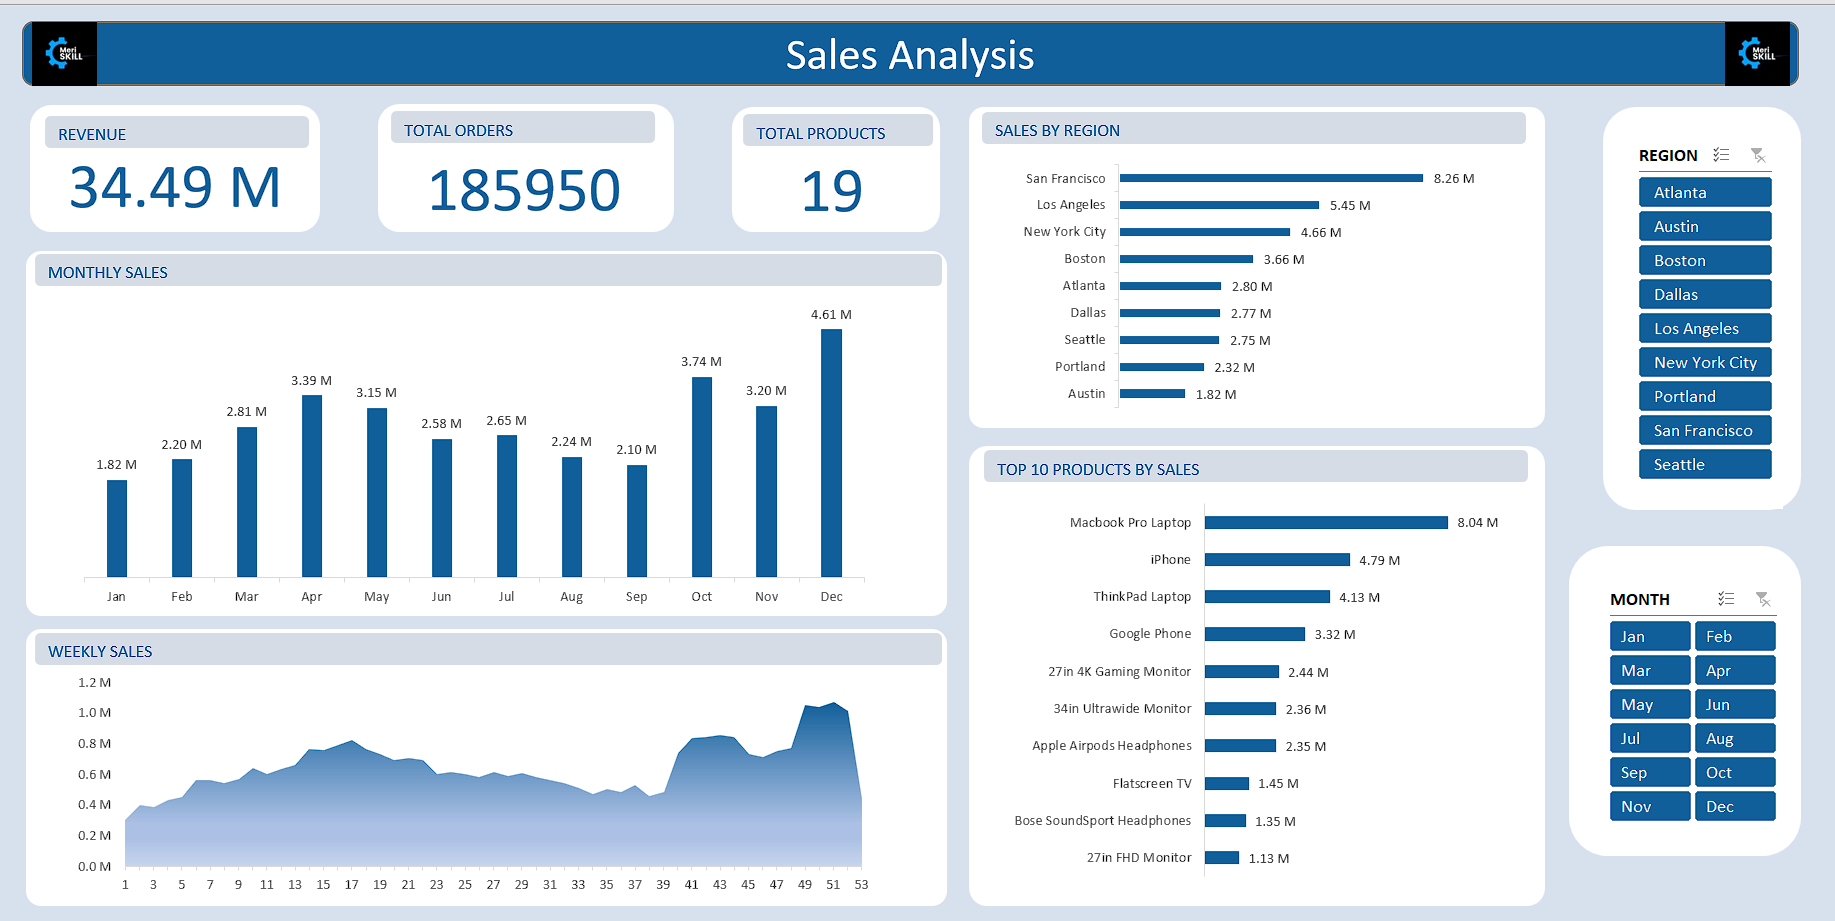 Meri
SKILL
Sales Analysis
Meri
SKILL
REVENUE
34.49 M
TOTAL ORDERS
185950
TOTAL PRODUCTS
19
MONTHLY SALES
1.82 M
2.20 M
2.81 M
3.39 M
3.15 M
2.58 M
2.65 M
2.24 M
2.10 M
3.74 M
3.20 M
4.61 M
Jan Feb Mar Apr May Jun Jul Aug Sep Oct Nov Dec
WEEKLY SALES
1.2 M
1.0 M
0.8 M
0.6 M
0.4 M
0.2 M
0.0 M
1 3 5 7 9 11 13 15 17 19 21 23 25 27 29 31 33 35 37 39 41 43 45 47 49 51 53
SALES BY REGION
San Francisco 8.26 M
Los Angeles 5.45 M
New York City 4.66 M
Boston 3.66 M
Atlanta 2.80 M
Dallas 2.77 M
Seattle 2.75 M
Portland 2.32 M
Austin 1.82 M
TOP 10 PRODUCTS BY SALES
Macbook Pro Laptop 8.04 M
iPhone 4.79 M
ThinkPad Laptop 4.13 M
Google Phone 3.32 M
27in 4K Gaming Monitor 2.44 M
34in Ultrawide Monitor 2.36 M
Apple Airpods Headphones 2.35 M
Flatscreen TV 1.45 M
Bose SoundSport Headphones 1.35 M
27in FHD Monitor 1.13 M
REGION
Atlanta
Austin
Boston
Dallas
Los Angeles
New York City
Portland
San Francisco
Seattle
MONTH
Jan Feb
Mar Apr
May Jun
Jul Aug
Sep Oct
Nov Dec